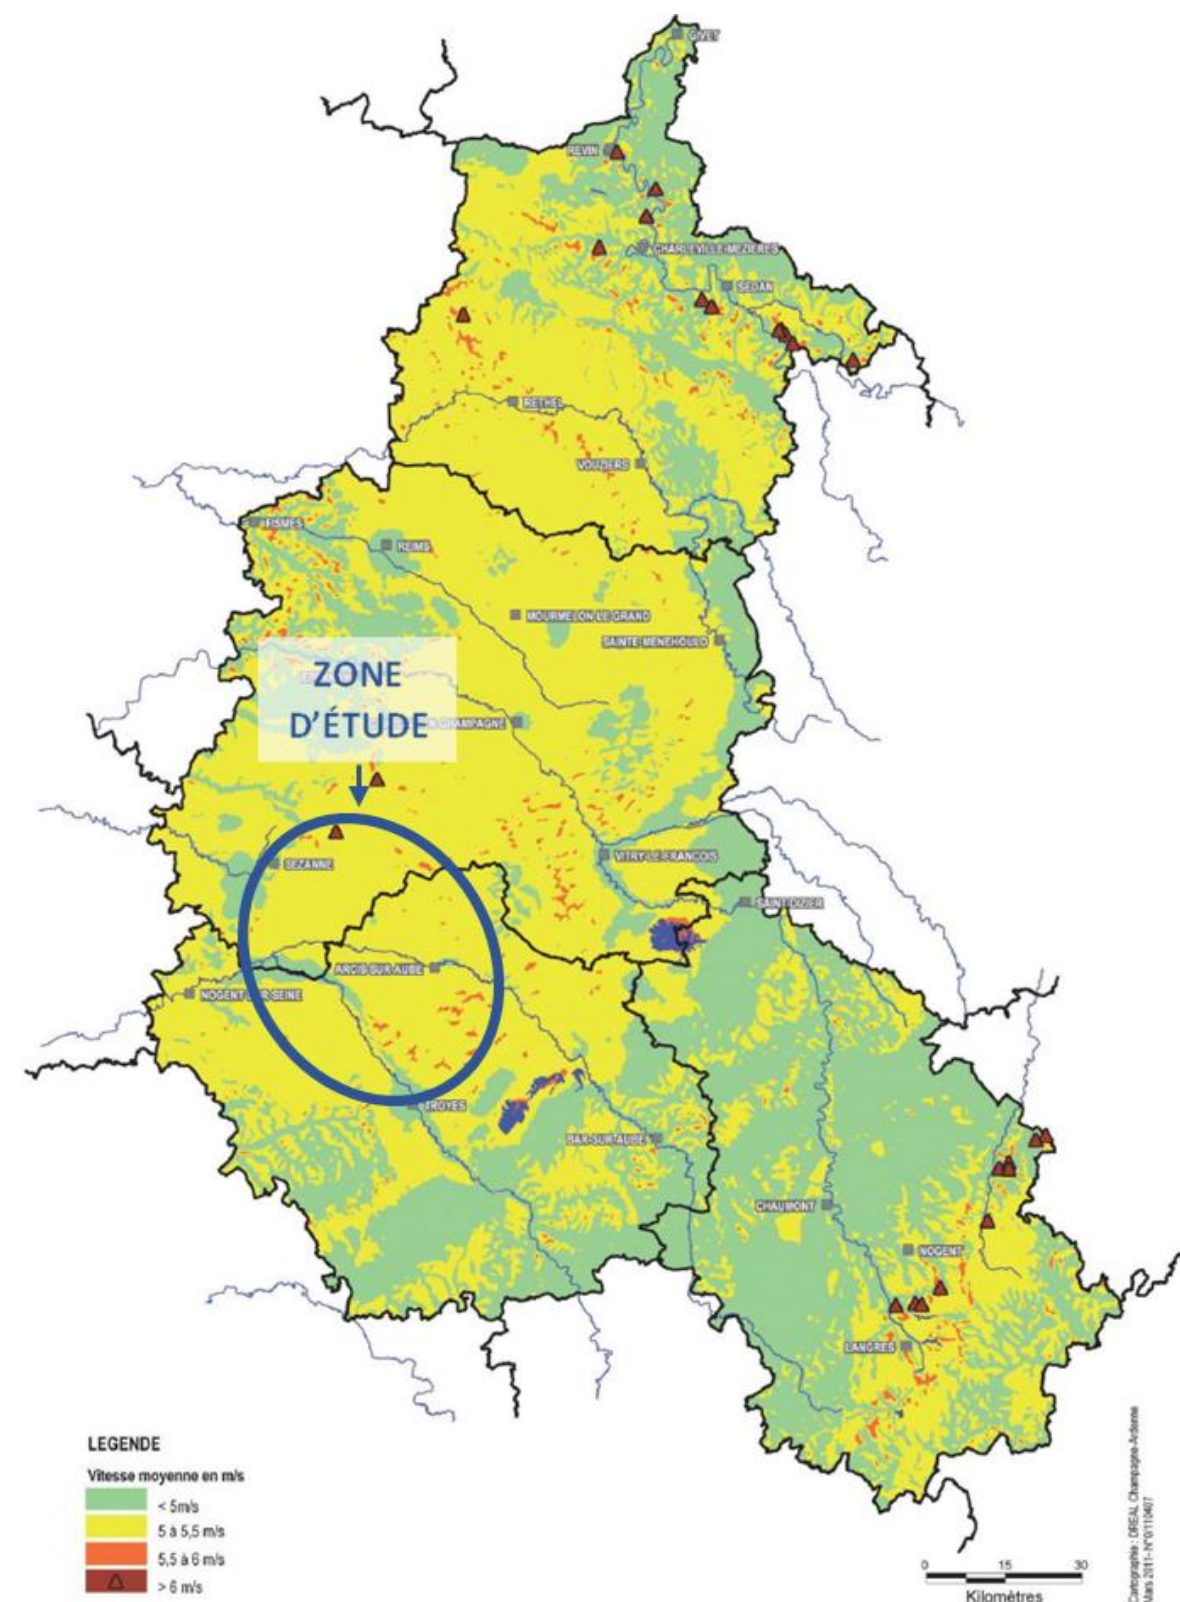 GIVET
REVIN
CHARLEVILLE-MEZIERES
SEDAN
RETHEL
VOUZIERS
FISMES
REIMS
MOURMELON-LE-GRAND
SAINTE-MENEHOULD
ZONE
D'ÉTUDE
CHAMPAGNE
SEZANNE
VITRY-LE-FRANCOIS
SAINT-DIZIER
ARCIS-SUR-AUBE
NOGENT SUR-SEINE
TROYES
BAR-SUR-AUBE
CHAUMONT
NOGENT
LANGRES
LEGENDE
Vitesse moyenne en m/s
< 5m/s
5 à 5,5 m/s
5,5 à 6 m/s
> 6 m/s
0 15 30
Kilomètres
Cartographie : DREAL Champagne-Ardenne
Mars 2011- N°0/110407